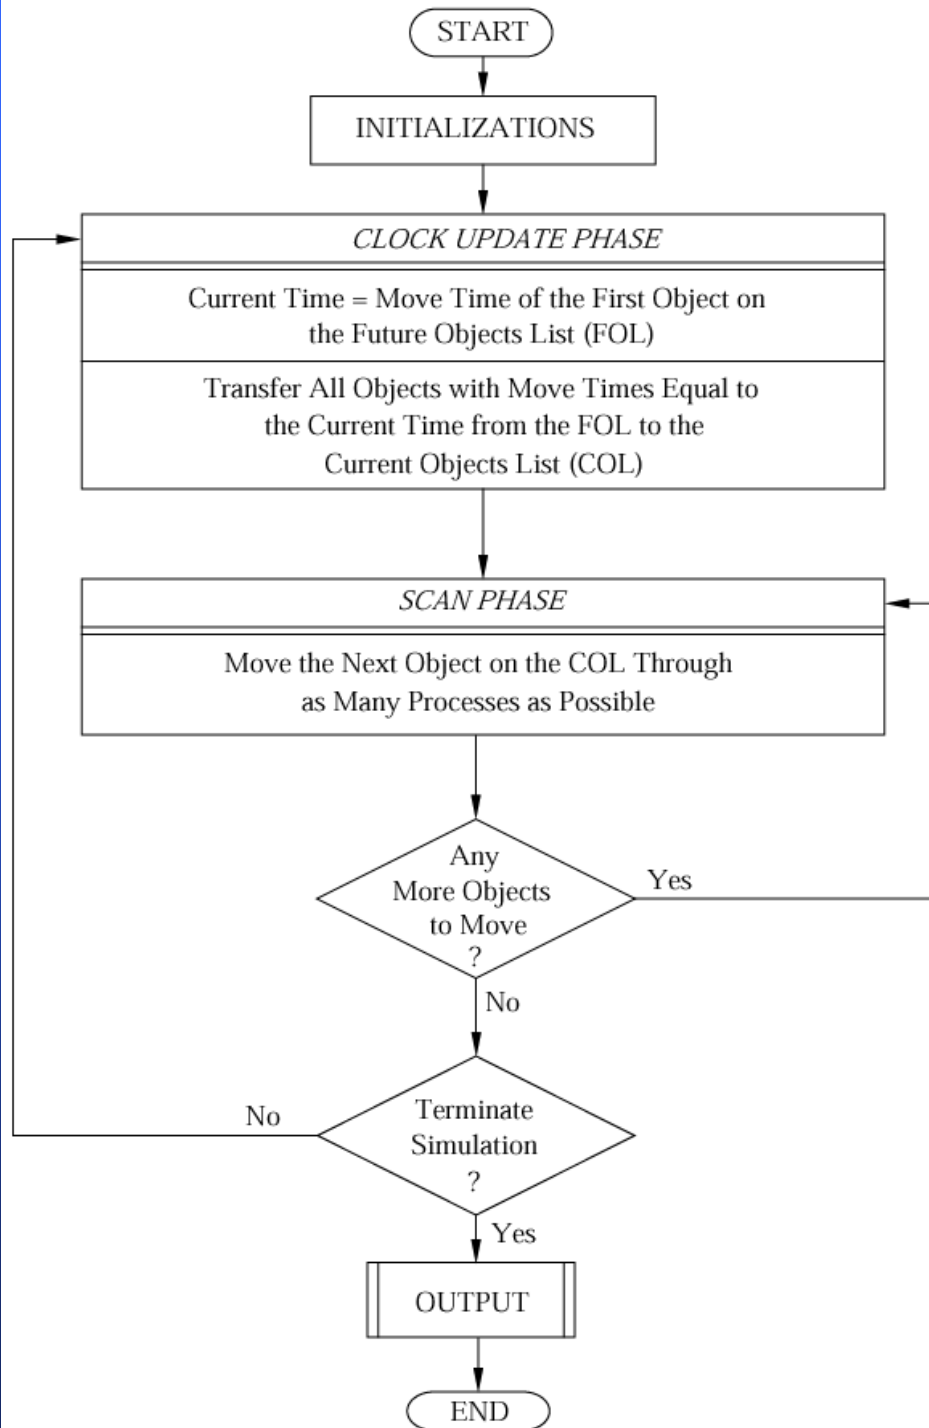 START
INITIALIZATIONS
CLOCK UPDATE PHASE
Current Time = Move Time of the First Object on
the Future Objects List (FOL)
Transfer All Objects with Move Times Equal to
the Current Time from the FOL to the
Current Objects List (COL)
SCAN PHASE
Move the Next Object on the COL Through
as Many Processes as Possible
Any
More Objects
to Move
?
Yes
No
Terminate
Simulation
?
No
Yes
OUTPUT
END